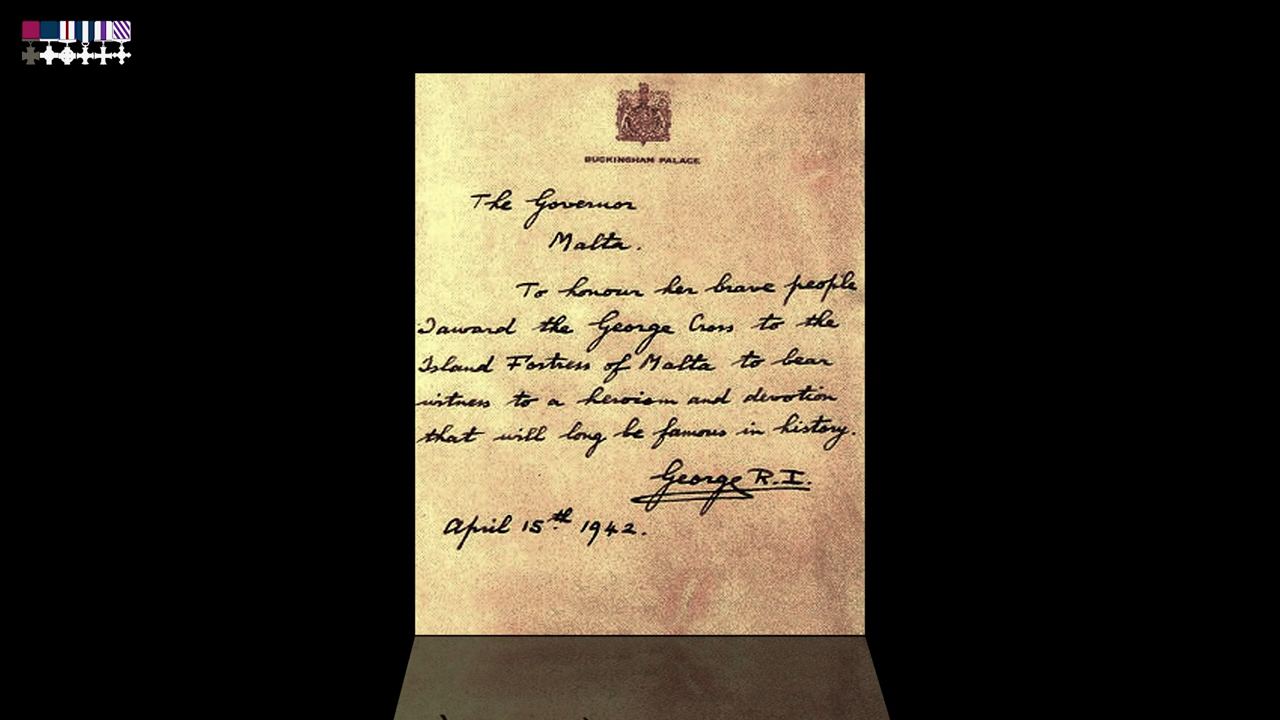 BUCKINGHAM PALACE
The Governor
Malta.
To honour her brave people
I award the George Cross to the
Island Fortress of Malta to bear
witness to a heroism and devotion
that will long be famous in history.
George R.I.
April 15th 1942.